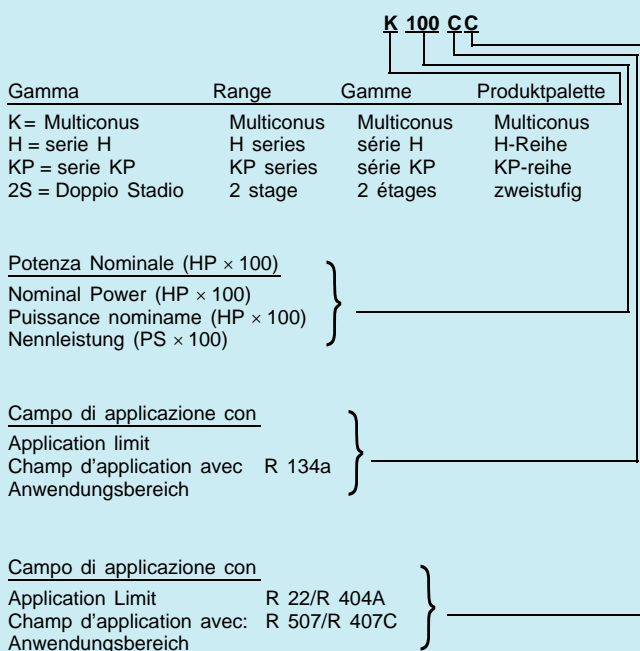 K 100 C C
Gamma Range Gamme Produktpalette
K = Multiconus Multiconus Multiconus Multiconus
H = serie H H series série H H-Reihe
KP = serie KP KP series série KP KP-reihe
2S = Doppio Stadio 2 stage 2 étages zweistufig
Potenza Nominale (HP × 100)
Nominal Power (HP × 100)
Puissance nominame (HP × 100)
Nennleistung (PS × 100)
Campo di applicazione con
Application limit
Champ d'application avec R 134a
Anwendungsbereich
Campo di applicazione con
Application Limit R 22/R 404A
Champ d'application avec: R 507/R 407C
Anwendungsbereich